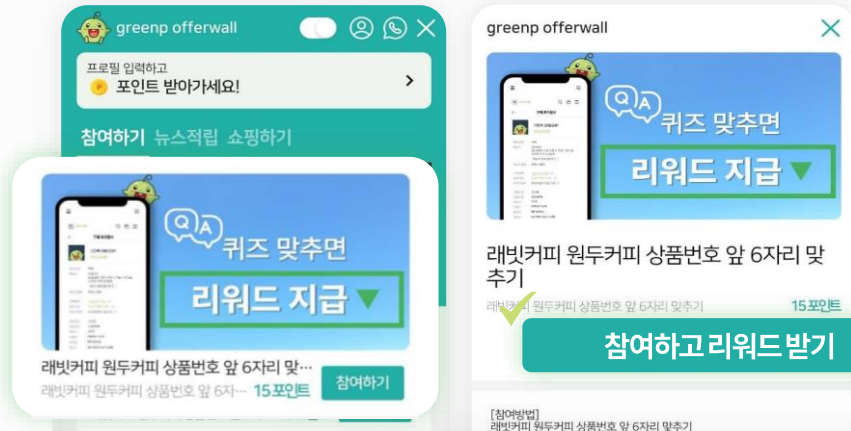 greenp offerwall
프로필 입력하고
포인트 받아가세요!
참여하기 뉴스적립 쇼핑하기
Q A
퀴즈 맞추면
리워드 지급▼
래빗커피 원두커피 상품번호 앞 6자리 맞…
래빗커피 원두커피 상품번호 앞 6자… 15포인트
참여하기
greenp offerwall
Q A
퀴즈 맞추면
리워드 지급▼
래빗커피 원두커피 상품번호 앞 6자리 맞
추기
래빗커피 원두커피 상품번호 앞 6자리 맞추기 15포인트
참여하고 리워드 받기
[참여방법]
래빗커피 원두커피 상품번호 앞 6자리 맞추기